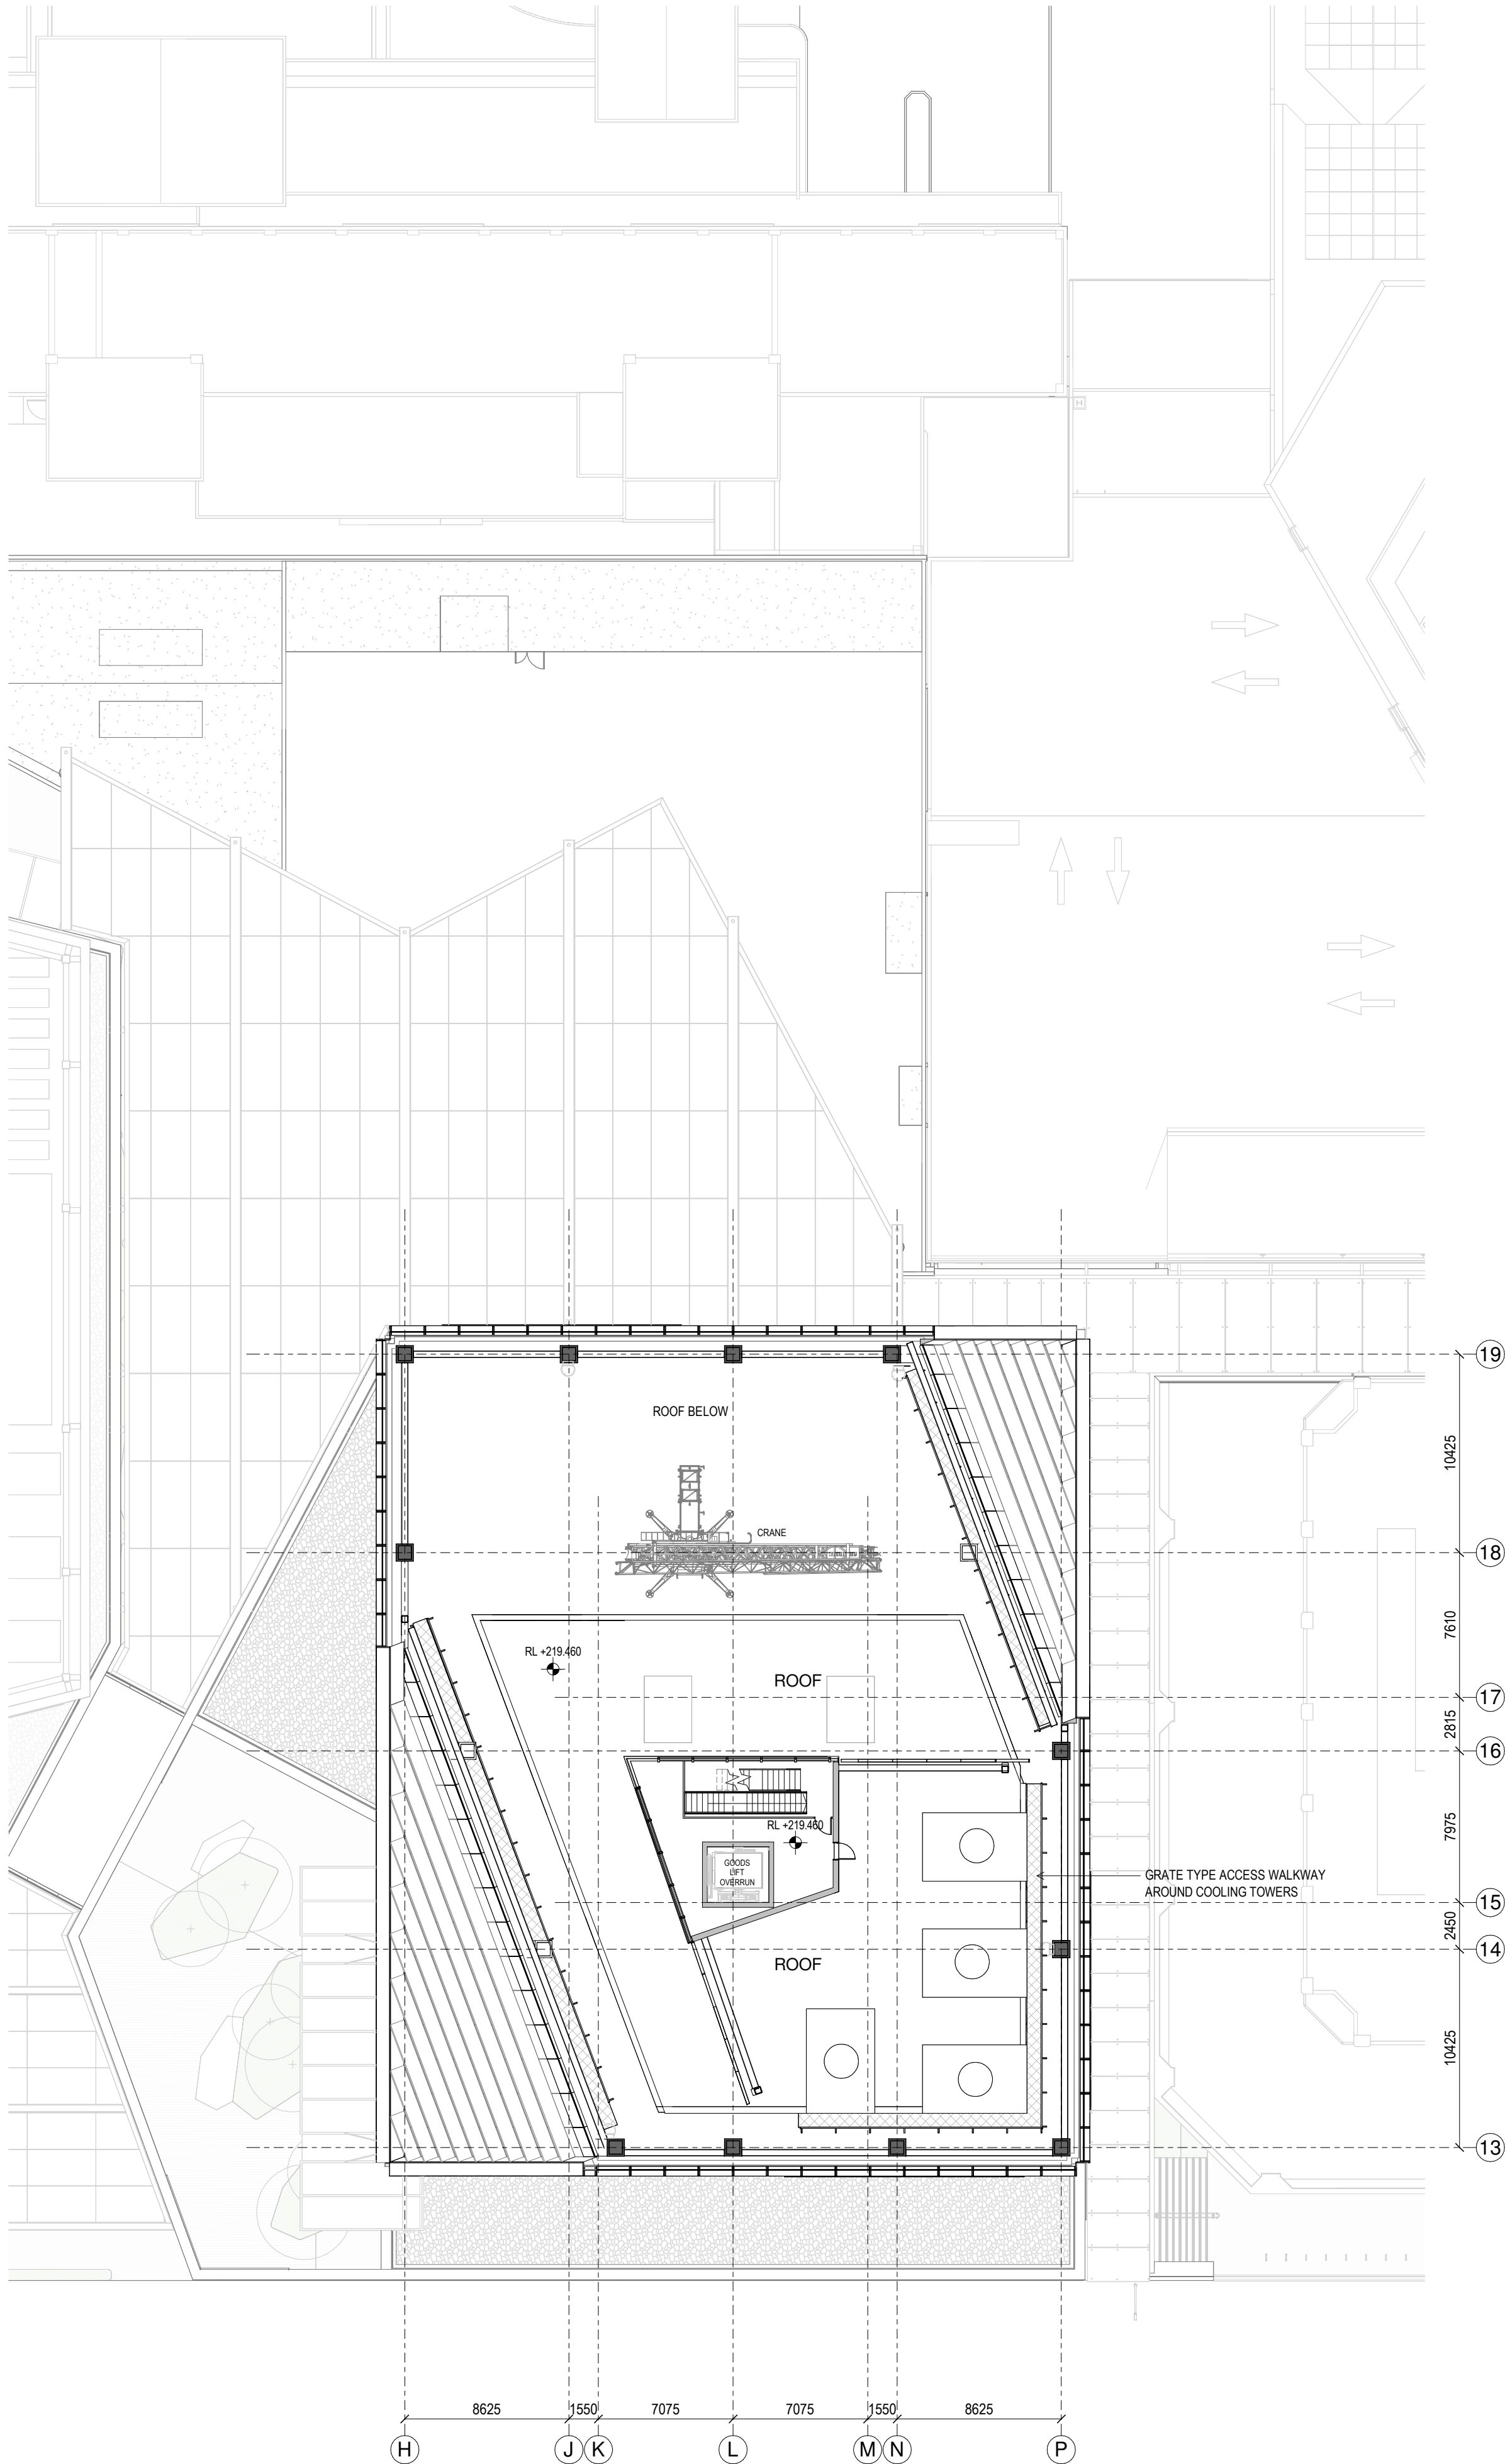 H
19
ROOF BELOW
10425
CRANE
18
7610
RL +219.460
ROOF
17
2815
16
7975
RL +219.460
GOODS
LIFT
OVERRUN
GRATE TYPE ACCESS WALKWAY
AROUND COOLING TOWERS
15
2450
14
ROOF
10425
13
8625
1550
7075
7075
1550
8625
H
J
K
L
M
N
P